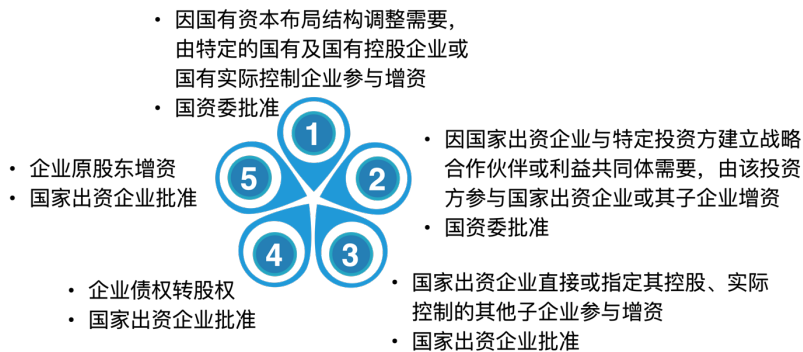 • 因国有资本布局结构调整需要，
由特定的国有及国有控股企业或
国有实际控制企业参与增资
• 国资委批准
1
• 因国家出资企业与特定投资方建立战略
合作伙伴或利益共同体需要，由该投资
方参与国家出资企业或其子企业增资
• 国资委批准
2
• 国家出资企业直接或指定其控股、实际
控制的其他子企业参与增资
• 国家出资企业批准
3
• 企业债权转股权
• 国家出资企业批准
4
• 企业原股东增资
• 国家出资企业批准
5